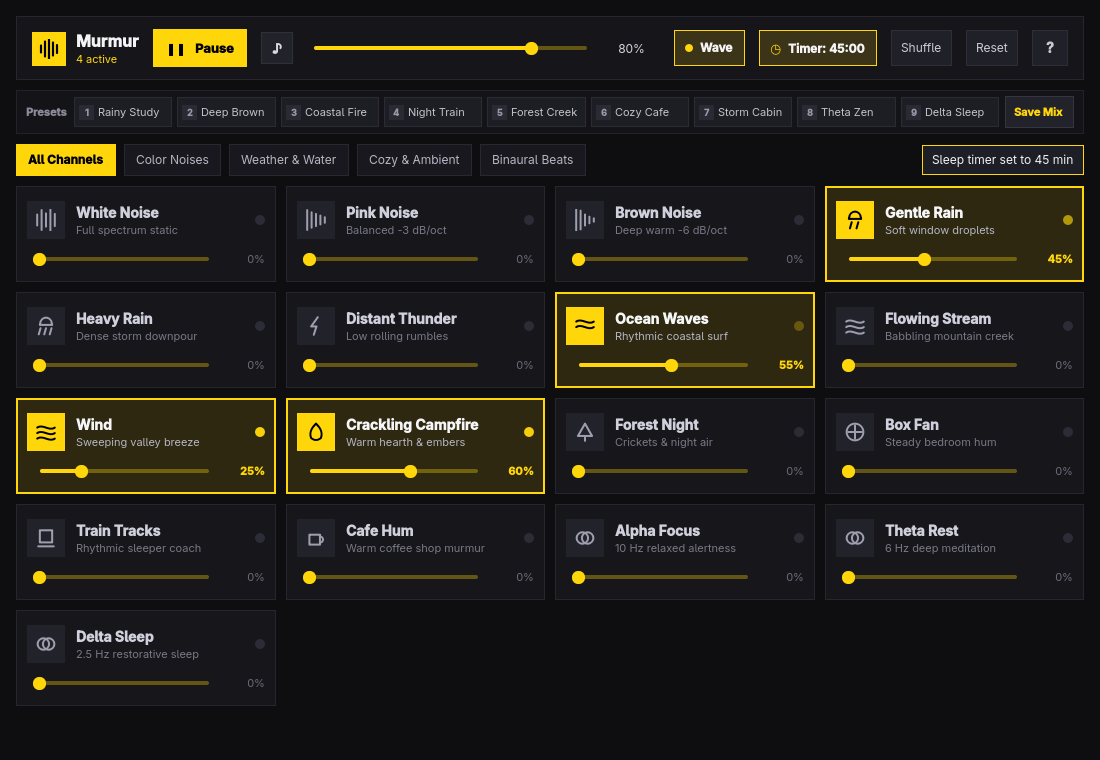 Murmur
4 active
Pause
80%
Wave
Timer: 45:00
Shuffle
Reset
?
Presets
1 Rainy Study
2 Deep Brown
3 Coastal Fire
4 Night Train
5 Forest Creek
6 Cozy Cafe
7 Storm Cabin
8 Theta Zen
9 Delta Sleep
Save Mix
All Channels
Color Noises
Weather & Water
Cozy & Ambient
Binaural Beats
Sleep timer set to 45 min
White Noise
Full spectrum static
0%
Pink Noise
Balanced -3 dB/oct
0%
Brown Noise
Deep warm -6 dB/oct
0%
Gentle Rain
Soft window droplets
45%
Heavy Rain
Dense storm downpour
0%
Distant Thunder
Low rolling rumbles
0%
Ocean Waves
Rhythmic coastal surf
55%
Flowing Stream
Babbling mountain creek
0%
Wind
Sweeping valley breeze
25%
Crackling Campfire
Warm hearth & embers
60%
Forest Night
Crickets & night air
0%
Box Fan
Steady bedroom hum
0%
Train Tracks
Rhythmic sleeper coach
0%
Cafe Hum
Warm coffee shop murmur
0%
Alpha Focus
10 Hz relaxed alertness
0%
Theta Rest
6 Hz deep meditation
0%
Delta Sleep
2.5 Hz restorative sleep
0%